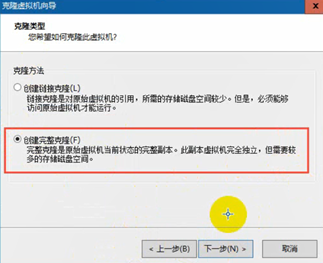 克隆虚拟机向导
克隆类型
您希望如何克隆此虚拟机?
克隆方法
创建链接克隆(L)
链接克隆是对原始虚拟机的引用，所需的存储磁盘空间较少。但是，必须能够
访问原始虚拟机才能运行。
创建完整克隆(F)
完整克隆是原始虚拟机当前状态的完整副本。此副本虚拟机完全独立，但需要较
多的存储磁盘空间。
< 上一步(B) 下一步(N) > 取消